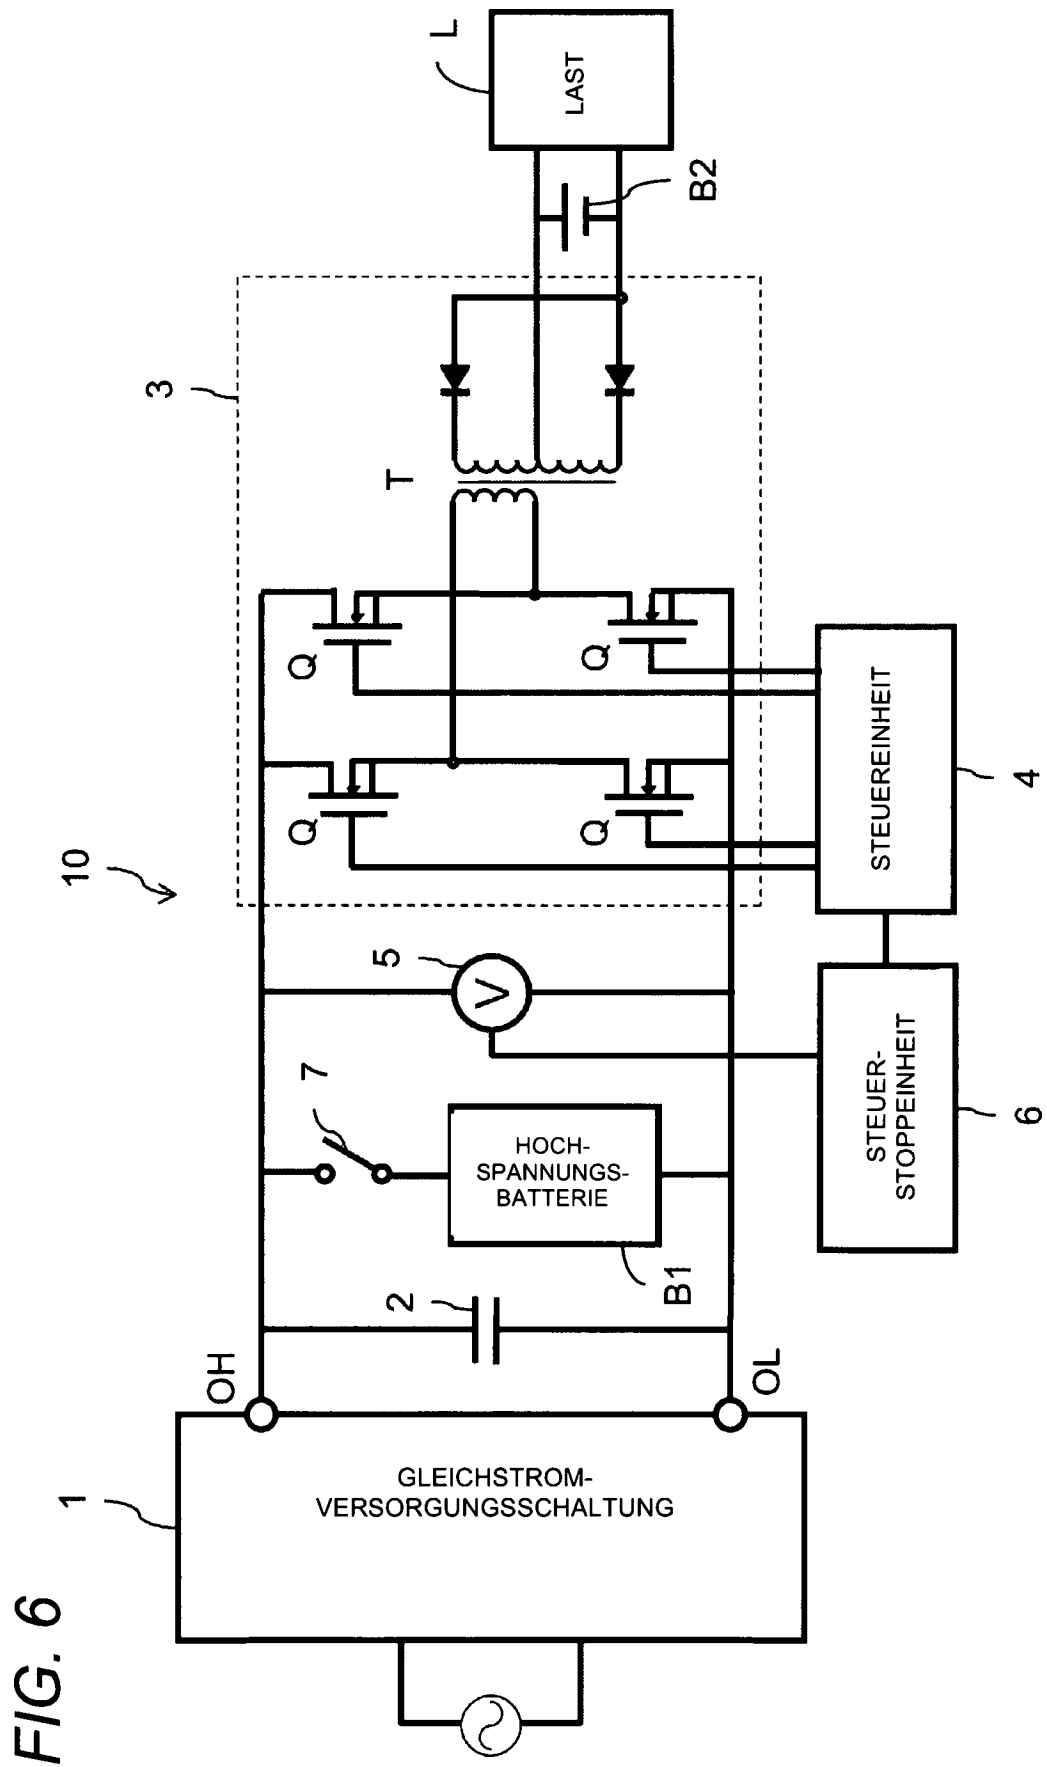 FIG. 6
10
1
GLEICHSTROM-
VERSORGUNGSSCHALTUNG
OH
OL
2
7
HOCH-
SPANNUNGS-
BATTERIE
B1
5
V
3
Q
Q
Q
Q
T
B2
L
LAST
STEUER-
STOPPEINHEIT
6
STEUEREINHEIT
4